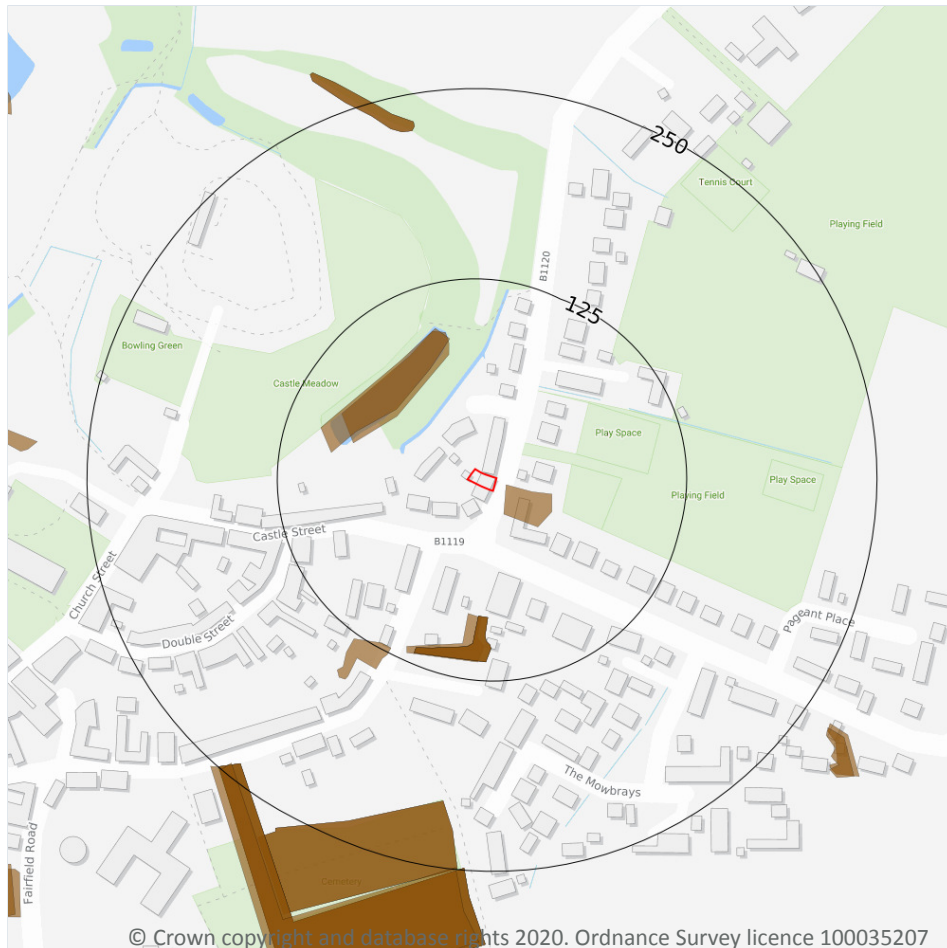 250
Tennis Court
Playing Field
B1120
125
Bowling Green
Castle Meadow
Play Space
Play Space
Playing Field
Castle Street
B1119
Church Street
Double Street
Pageant Place
The Mowbrays
Fairfield Road
Cemetery
© Crown copyright and database rights 2020. Ordnance Survey licence 100035207